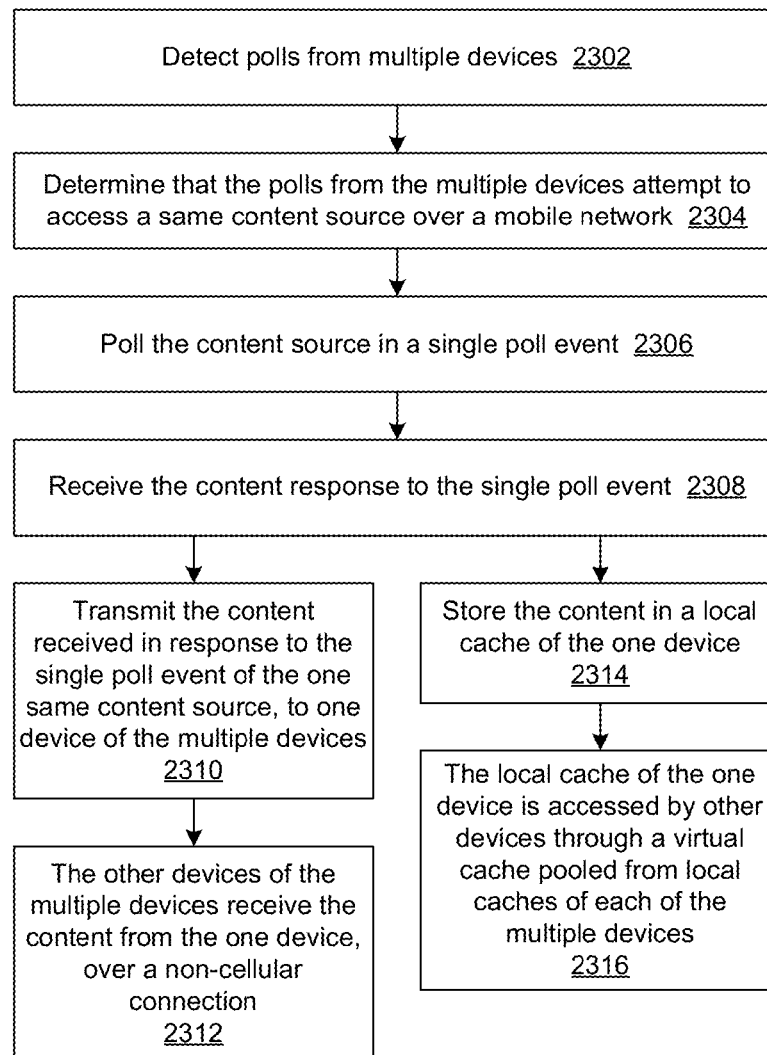 Detect polls from multiple devices 2302
Determine that the polls from the multiple devices attempt to
access a same content source over a mobile network 2304
Poll the content source in a single poll event 2306
Receive the content response to the single poll event 2308
Transmit the content
received in response to the
single poll event of the one
same content source, to one
device of the multiple devices
2310
The other devices of the
multiple devices receive the
content from the one device,
over a non-cellular
connection
2312
Store the content in a local
cache of the one device
2314
The local cache of the one
device is accessed by other
devices through a virtual
cache pooled from local
caches of each of the
multiple devices
2316